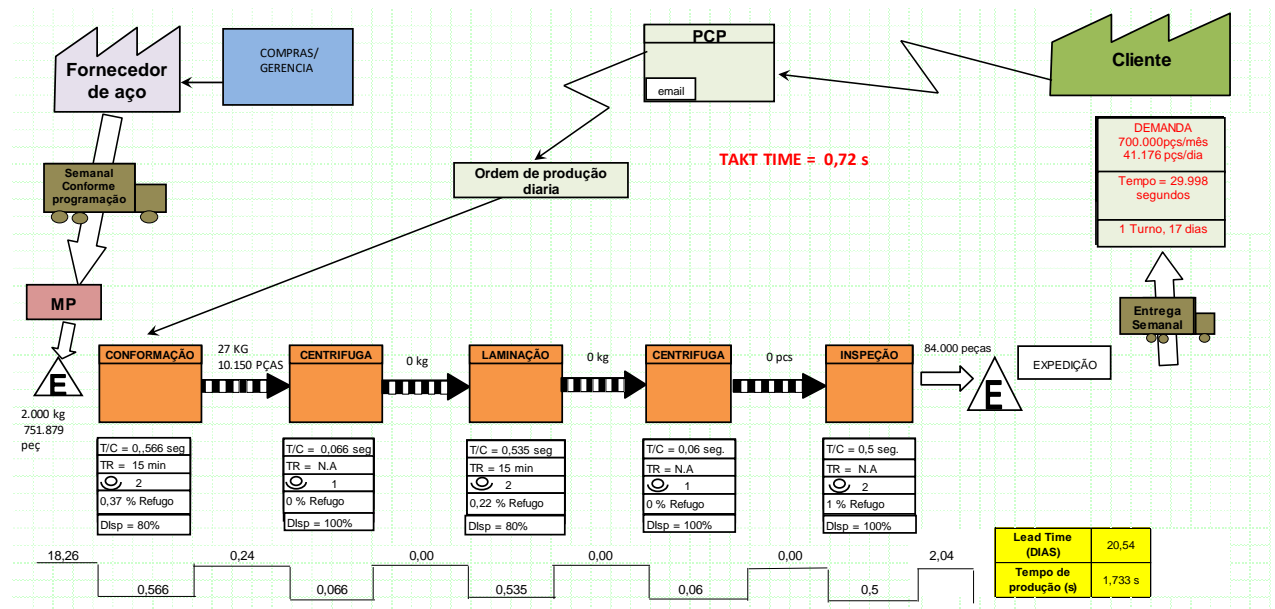 Fornecedor
de aço
COMPRAS/
GERENCIA
PCP
email
Cliente
DEMANDA
700.000pçs/mês
41.176 pçs/dia
Tempo = 29.998
segundos
1 Turno, 17 dias
TAKT TIME = 0,72 s
Semanal
Conforme
programação
Ordem de produção
diaria
MP
Entrega
Semanal
CONFORMAÇÃO
27 KG
10.150 PÇAS
CENTRIFUGA
0 kg
LAMINAÇÃO
0 kg
CENTRIFUGA
0 pcs
INSPEÇÃO
84.000 peças
EXPEDIÇÃO
E
E
2.000 kg
751.879
peç
T/C = 0,,566 seg
TR = 15 min
2
0,37 % Refugo
DIsp = 80%
T/C = 0,066 seg
TR = N.A
1
0 % Refugo
DIsp = 100%
T/C = 0,535 seg
TR = 15 min
2
0,22 % Refugo
DIsp = 80%
T/C = 0,06 seg.
TR = N.A
1
0 % Refugo
DIsp = 100%
T/C = 0,5 seg.
TR = N.A
2
1 % Refugo
DIsp = 100%
18,26
0,24
0,00
0,00
0,00
2,04
0,566
0,066
0,535
0,06
0,5
Lead Time
(DIAS)
20,54
Tempo de
produção (s)
1,733 s